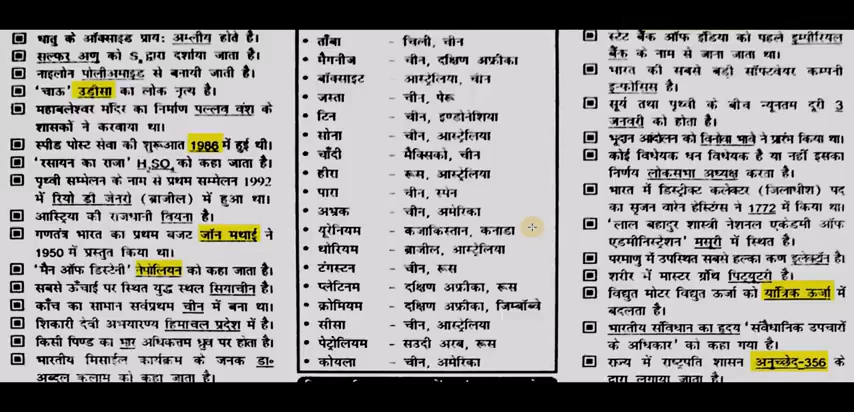 धातु के ऑक्साइड प्राय: अम्लीय होते है।
सल्फर अणु को S₈ द्वारा दर्शाया जाता है।
नाइलोन पोलीअमाइड से बनायी जाती है।
'चाऊ' उड़ीसा का लोक नृत्य है।
महाबलेश्वर मंदिर का निर्माण पल्लव वंश के
शासकों ने करवाया था।
स्पीड पोस्ट सेवा की शुरूआत 1986 में हुई थी।
'रसायन का राजा' H₂SO₄ को कहा जाता है।
पृथ्वी सम्मेलन के नाम से प्रथम सम्मेलन 1992
में रियो डी जेनरो (ब्राजील) में हुआ था।
आस्ट्रिया की राजधानी वियना है।
गणतंत्र भारत का प्रथम बजट जॉन मथाई ने
1950 में प्रस्तुत किया था।
'मैन ऑफ डिस्टेनी' नेपोलियन को कहा जाता है।
सबसे ऊँचाई पर स्थित युद्ध स्थल सियाचीन है।
काँच का सामान सर्वप्रथम चीन में बना था।
शिकारी देवी अभयारण्य हिमाचल प्रदेश में है।
किसी पिण्ड का भार अधिकतम ध्रुव पर होता है।
भारतीय मिसाईल कार्यक्रम के जनक डा०
अब्दुल कलाम को कहा जाता है।
ताँबा - चिली, चीन
मैगनीज - चीन, दक्षिण अफ्रीका
बॉक्साइट - आस्ट्रेलिया, चीन
जस्ता - चीन, पेरू
टिन - चीन, इण्डोनेशिया
सोना - चीन, आस्ट्रेलिया
चाँदी - मैक्सिको, चीन
हीरा - रूस, आस्ट्रेलिया
पारा - चीन, स्पेन
अभ्रक - चीन, अमेरिका
यूरेनियम - कजाकिस्तान, कनाडा
थोरियम - ब्राजील, आस्ट्रेलिया
टंगस्टन - चीन, रूस
प्लेटिनम - दक्षिण अफ्रीका, रूस
क्रोमियम - दक्षिण अफ्रीका, जिम्बाब्वे
सीसा - चीन, आस्ट्रेलिया
पेट्रोलियम - सउदी अरब, रूस
कोयला - चीन, अमेरिका
स्टेट बैंक ऑफ इंडिया को पहले इम्पीरियल
बैंक के नाम से जाना जाता था।
भारत की सबसे बड़ी सॉफ्टवेयर कम्पनी
इन्फोसिस है।
सूर्य तथा पृथ्वी के बीच न्यूनतम दूरी 3
जनवरी को होता है।
भूदान आन्दोलन को विनोवा भावे ने प्रारंभ किया था।
कोई विधेयक धन विधेयक है या नहीं इसका
निर्णय लोकसभा अध्यक्ष करता है।
भारत में डिस्ट्रीक्ट कलेक्टर (जिलाधीश) पद
का सृजन वारेन हेस्टिंग्स ने 1772 में किया था।
'लाल बहादुर शास्त्री नेशनल एकेडमी ऑफ
एडमीनिस्ट्रेशन' मसूरी में स्थित है।
परमाणु में उपस्थित सबसे हल्का कण इलेक्ट्रॉन है।
शरीर में मास्टर ग्रंथि पिट्यूटरी है।
विद्युत मोटर विद्युत ऊर्जा को यांत्रिक ऊर्जा में
बदलता है।
भारतीय संविधान का हृदय 'संवैधानिक उपचारों
के अधिकार' को कहा गया है।
राज्य में राष्ट्रपति शासन अनुच्छेद-356 के
द्वारा लगाया जाता है।